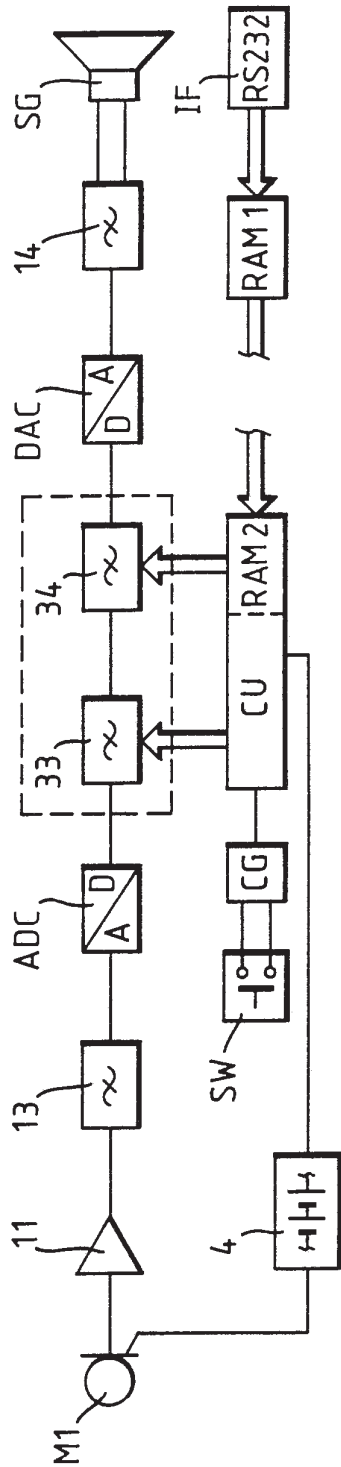 M1
11
13
ADC
A
D
33
34
DAC
D
A
14
SG
4
SW
CG
CU
RAM2
RAM1
RS232
IF